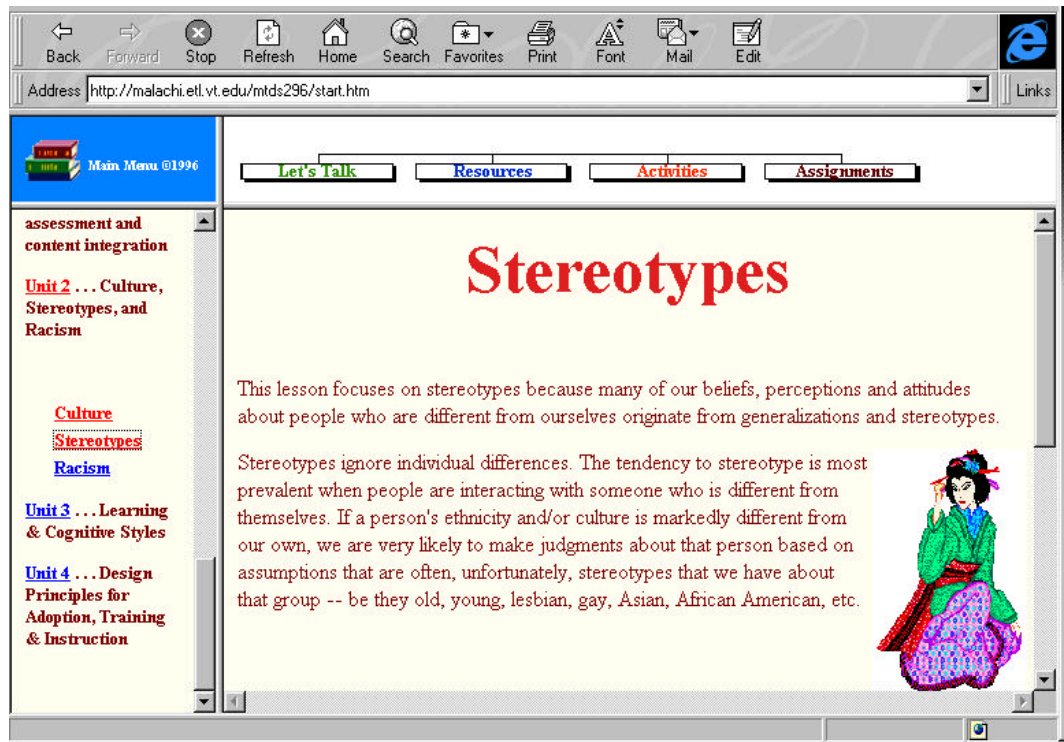 Back Forward Stop Refresh Home Search Favorites Print Font Mail Edit
Address http://malachi.etl.vt.edu/mtds296/start.htm Links
Main Menu ©1996
Let's Talk Resources Activities Assignments
assessment and
content integration
Unit 2 . . . Culture,
Stereotypes, and
Racism
Culture
Stereotypes
Racism
Unit 3 . . . Learning
& Cognitive Styles
Unit 4 . . . Design
Principles for
Adoption, Training
& Instruction
Stereotypes
This lesson focuses on stereotypes because many of our beliefs, perceptions and attitudes
about people who are different from ourselves originate from generalizations and stereotypes.
Stereotypes ignore individual differences. The tendency to stereotype is most
prevalent when people are interacting with someone who is different from
themselves. If a person's ethnicity and/or culture is markedly different from
our own, we are very likely to make judgments about that person based on
assumptions that are often, unfortunately, stereotypes that we have about
that group -- be they old, young, lesbian, gay, Asian, African American, etc.